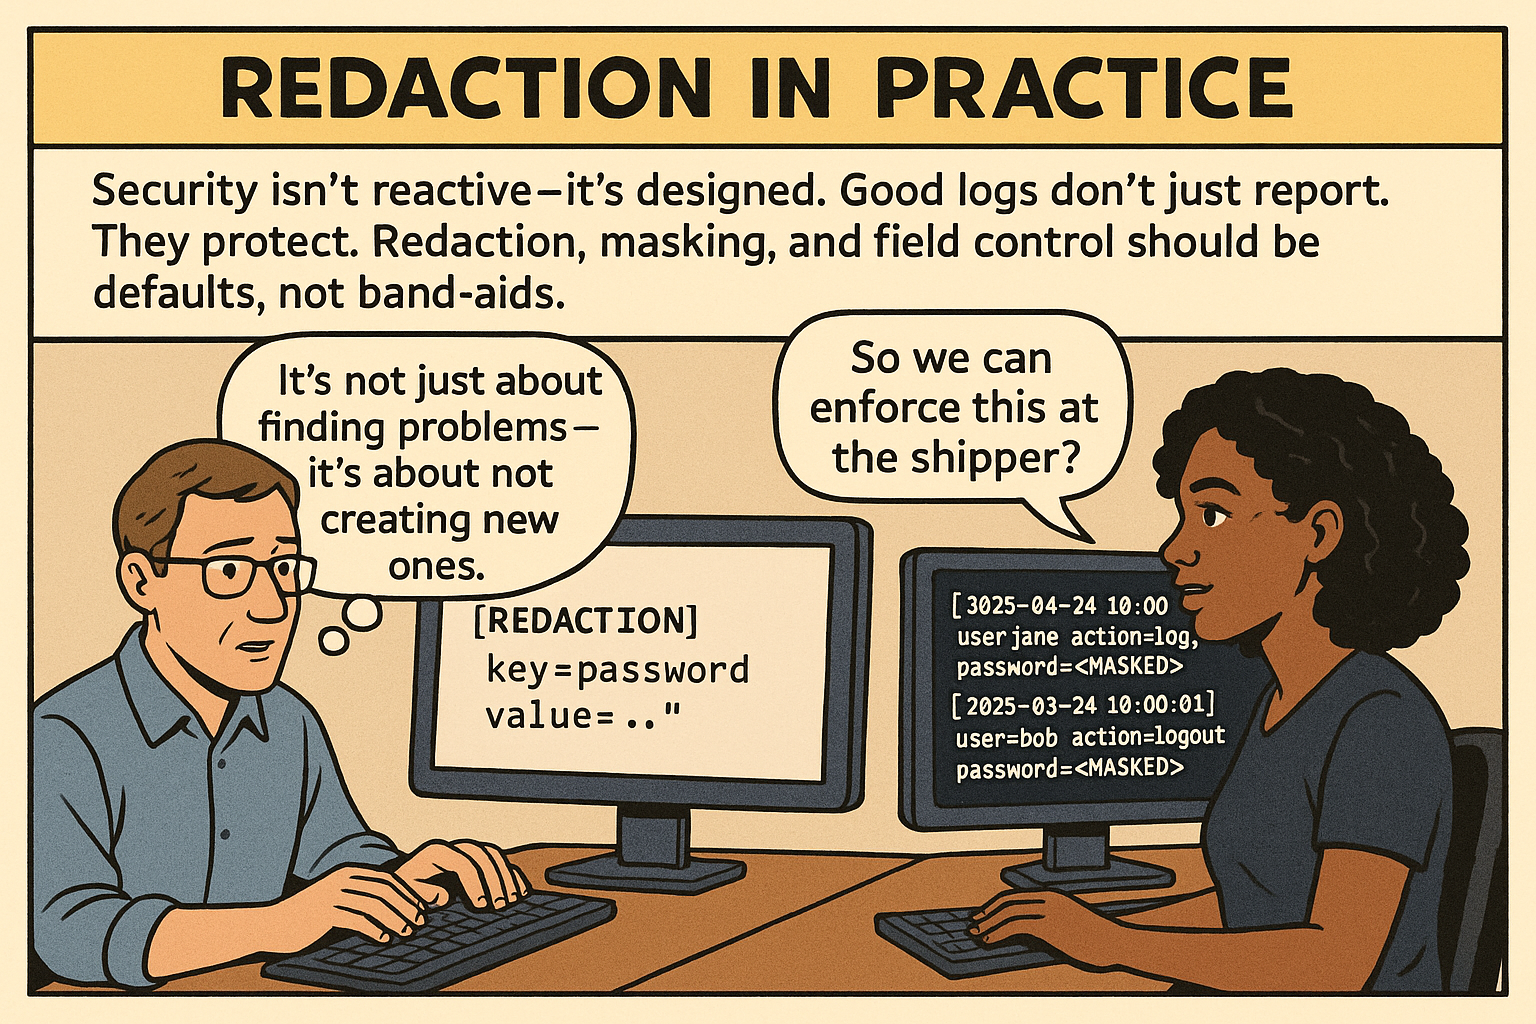 REDACTION IN PRACTICE
Security isn't reactive–it's designed. Good logs don't just report.
They protect. Redaction, masking, and field control should be
defaults, not band-aids.
It's not just about
finding problems–
it's about not
creating new
ones.
So we can
enforce this at
the shipper?
[REDACTION]
key=password
value= .."
[3025-04-24 10:00
user jane action=log,
password=<MASKED>
[2025-03-24 10:00:01]
user=bob action=logout
password=<MASKED>